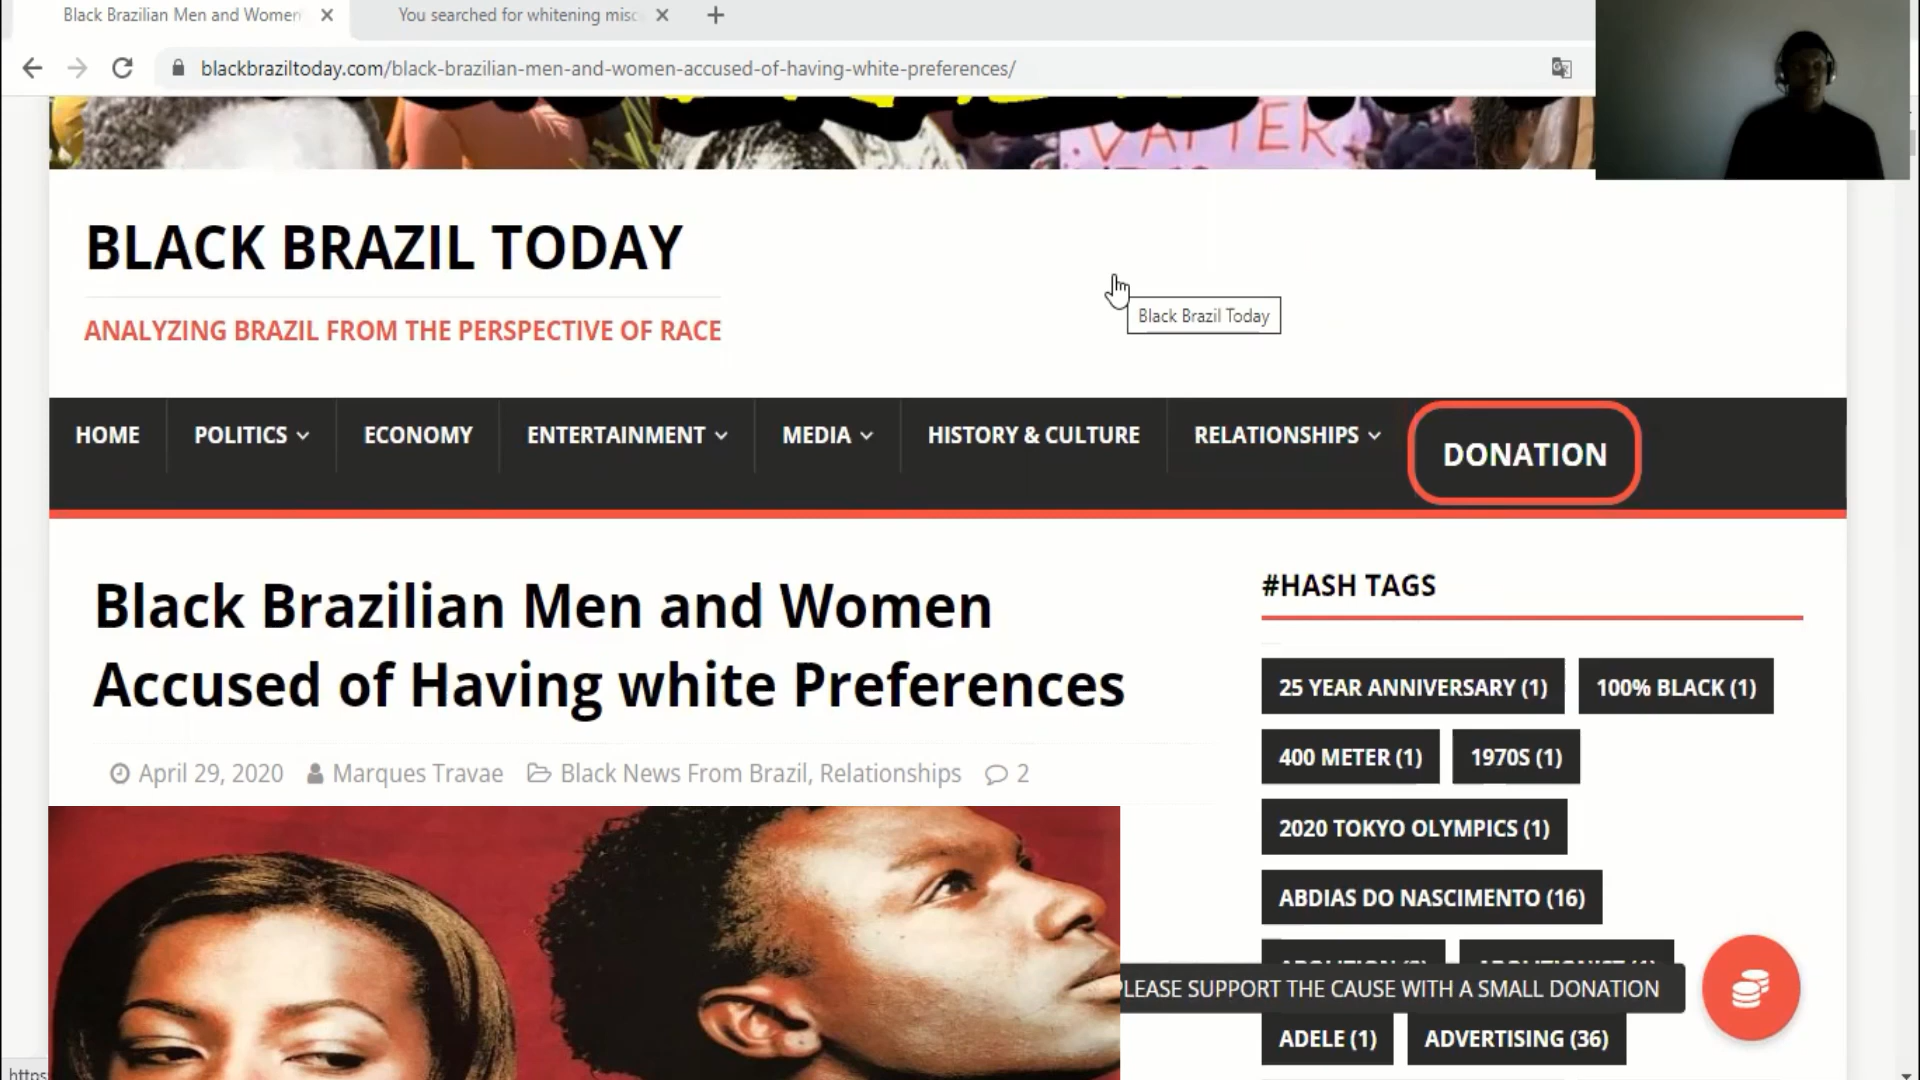 Black Brazilian Men and Women
You searched for whitening misc
blackbraziltoday.com/black-brazilian-men-and-women-accused-of-having-white-preferences/
BLACK BRAZIL TODAY
Black Brazil Today
ANALYZING BRAZIL FROM THE PERSPECTIVE OF RACE
HOME
POLITICS
ECONOMY
ENTERTAINMENT
MEDIA
HISTORY & CULTURE
RELATIONSHIPS
DONATION
Black Brazilian Men and Women
Accused of Having white Preferences
April 29, 2020 Marques Travae Black News From Brazil, Relationships 2
#HASH TAGS
25 YEAR ANNIVERSARY (1) 100% BLACK (1)
400 METER (1) 1970S (1)
2020 TOKYO OLYMPICS (1)
ABDIAS DO NASCIMENTO (16)
PLEASE SUPPORT THE CAUSE WITH A SMALL DONATION
ADELE (1) ADVERTISING (36)
https